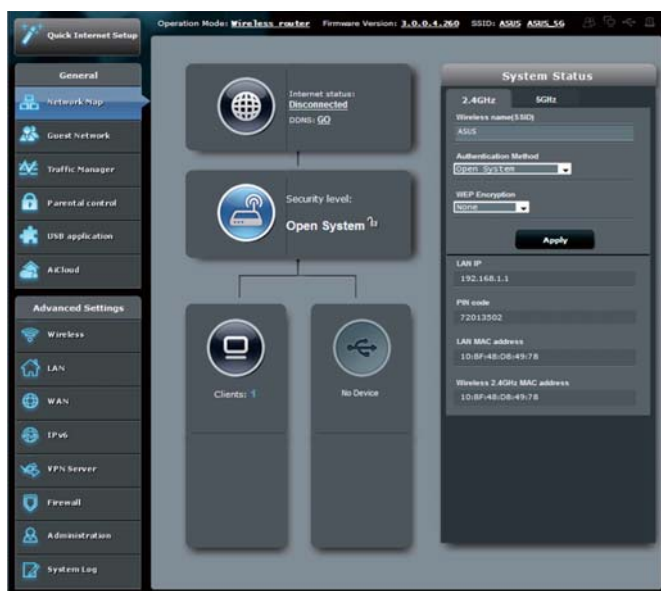 Quick Internet Setup
Operation Mode: Wireless router Firmware Version: 3.0.0.4.260 SSID: ASUS ASUS_5G
General
Network Map
Guest Network
Traffic Manager
Parental control
USB application
AiCloud
Advanced Settings
Wireless
LAN
WAN
IPv6
VPN Server
Firewall
Administration
System Log
Internet status:
Disconnected
DDNS: GO
Security level:
Open System
Clients: 1
No Device
System Status
2.4GHz 5GHz
Wireless name(SSID)
ASUS
Authentication Method
Open System
WEP Encryption
None
Apply
LAN IP
192.168.1.1
PIN code
72013502
LAN MAC address
10:BF:48:D8:49:78
Wireless 2.4GHz MAC address
10:BF:48:D8:49:78